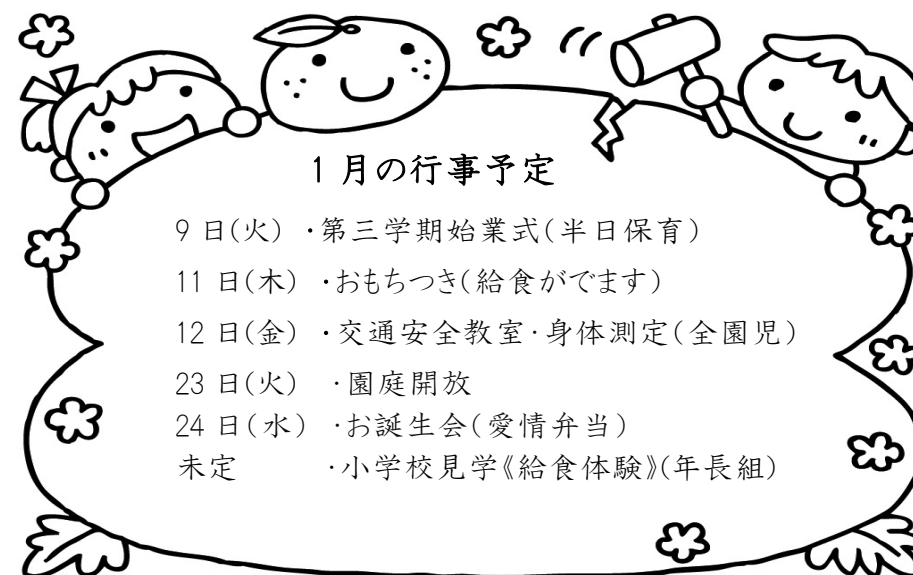 1月の行事予定
9日(火) ・第三学期始業式(半日保育)
11日(木) ・おもちつき(給食がでます)
12日(金) ・交通安全教室・身体測定(全園児)
23日(火) ・園庭開放
24日(水) ・お誕生会(愛情弁当)
未定 ・小学校見学《給食体験》(年長組)